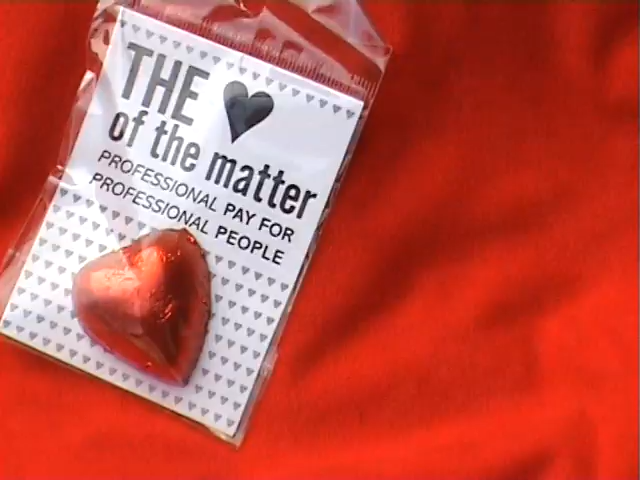 THE
of the matter
PROFESSIONAL PAY FOR
PROFESSIONAL PEOPLE